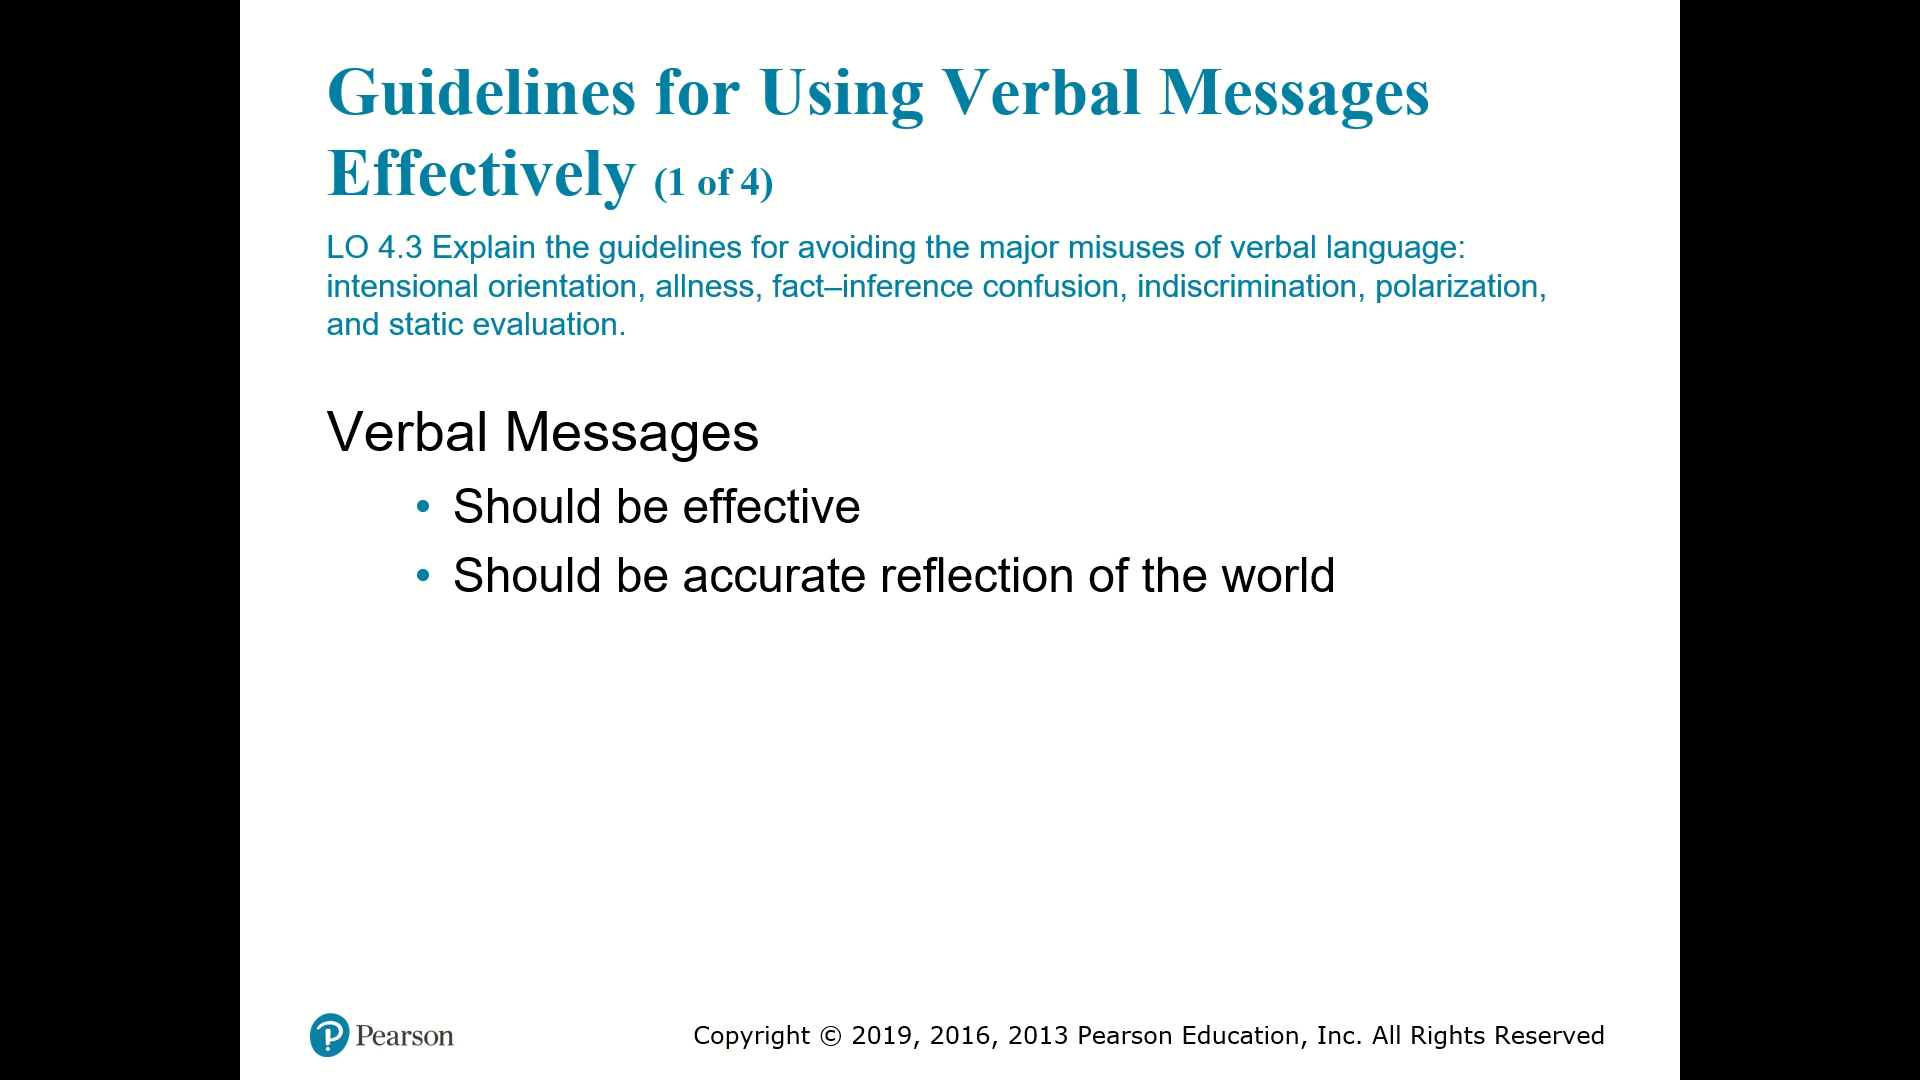 Guidelines for Using Verbal Messages
Effectively (1 of 4)
LO 4.3 Explain the guidelines for avoiding the major misuses of verbal language:
intensional orientation, allness, fact–inference confusion, indiscrimination, polarization,
and static evaluation.
Verbal Messages
• Should be effective
• Should be accurate reflection of the world
Pearson
Copyright © 2019, 2016, 2013 Pearson Education, Inc. All Rights Reserved